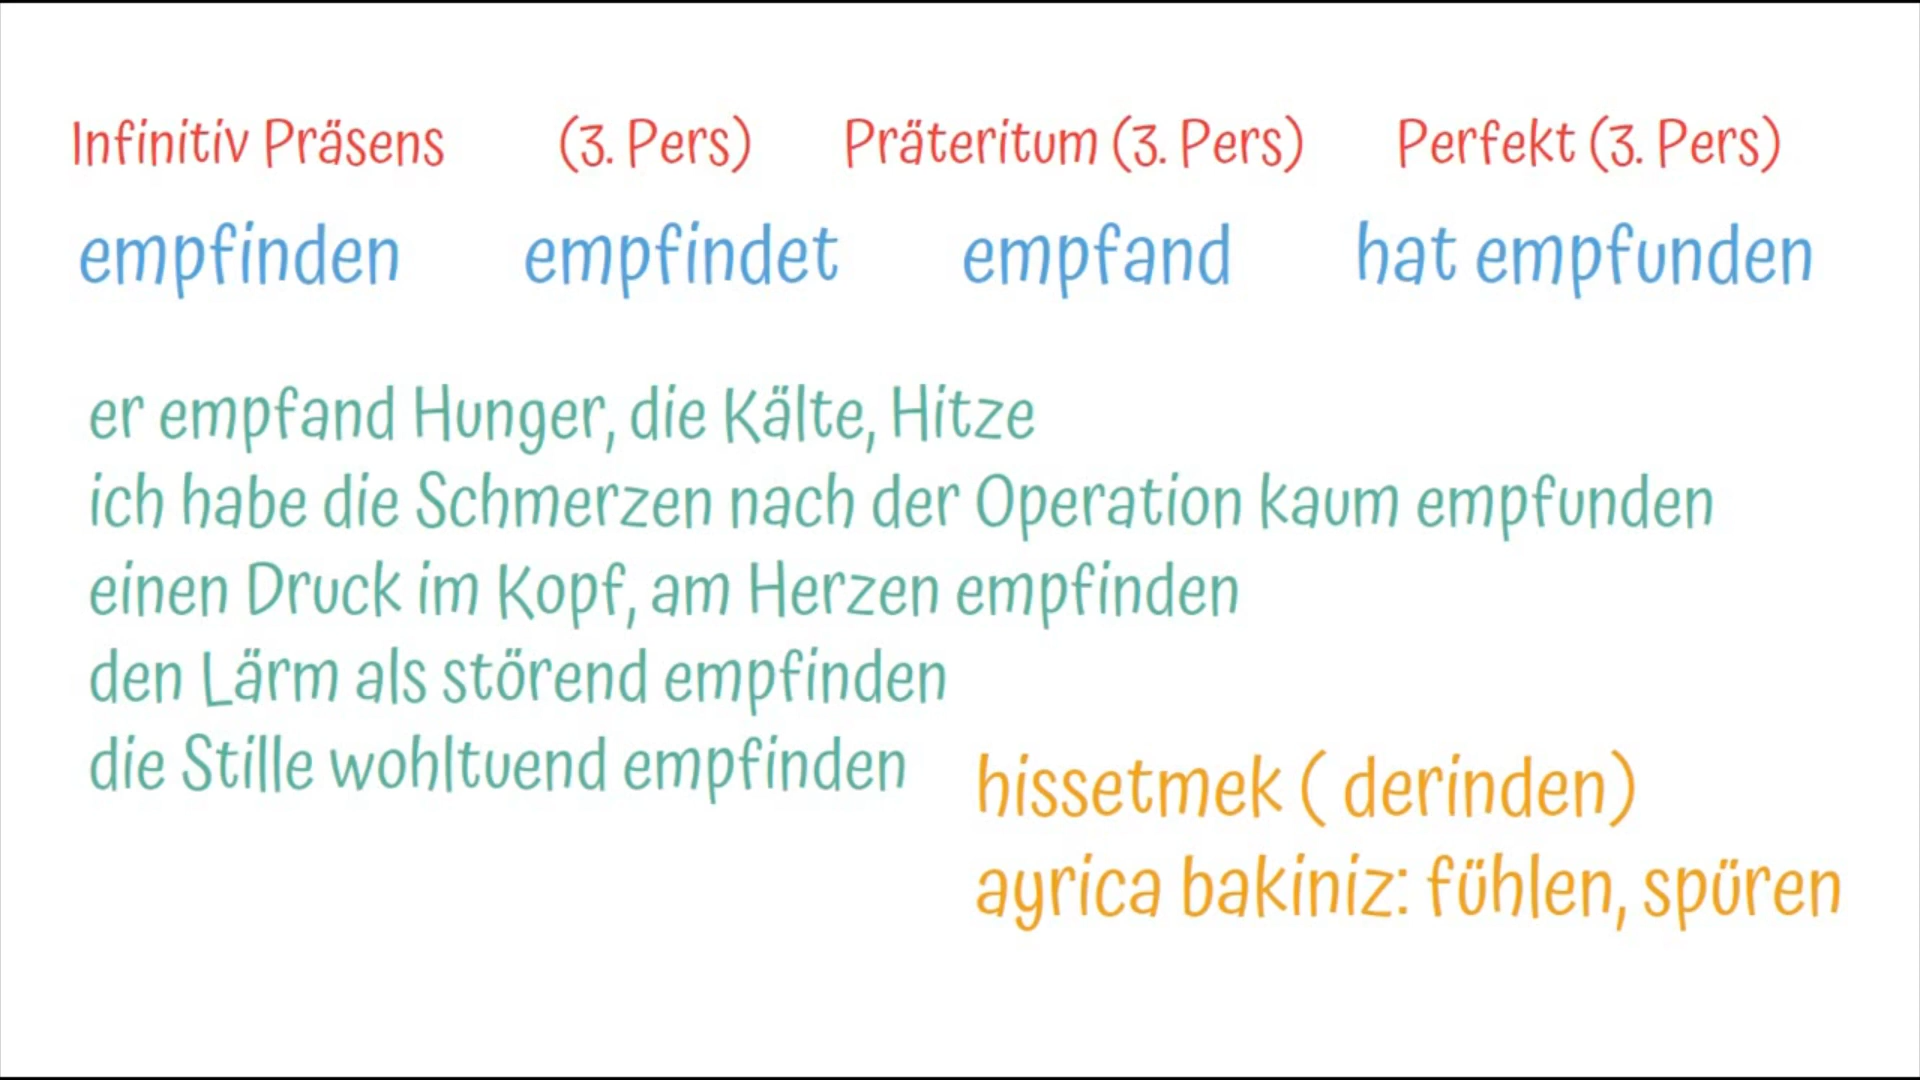 Infinitiv Präsens (3. Pers) Präteritum (3. Pers) Perfekt (3. Pers)
empfinden empfindet empfand hat empfunden
er empfand Hunger, die Kälte, Hitze
ich habe die Schmerzen nach der Operation kaum empfunden
einen Druck im Kopf, am Herzen empfinden
den Lärm als störend empfinden
die Stille wohltuend empfinden
hissetmek ( derinden)
ayrica bakiniz: fühlen, spüren